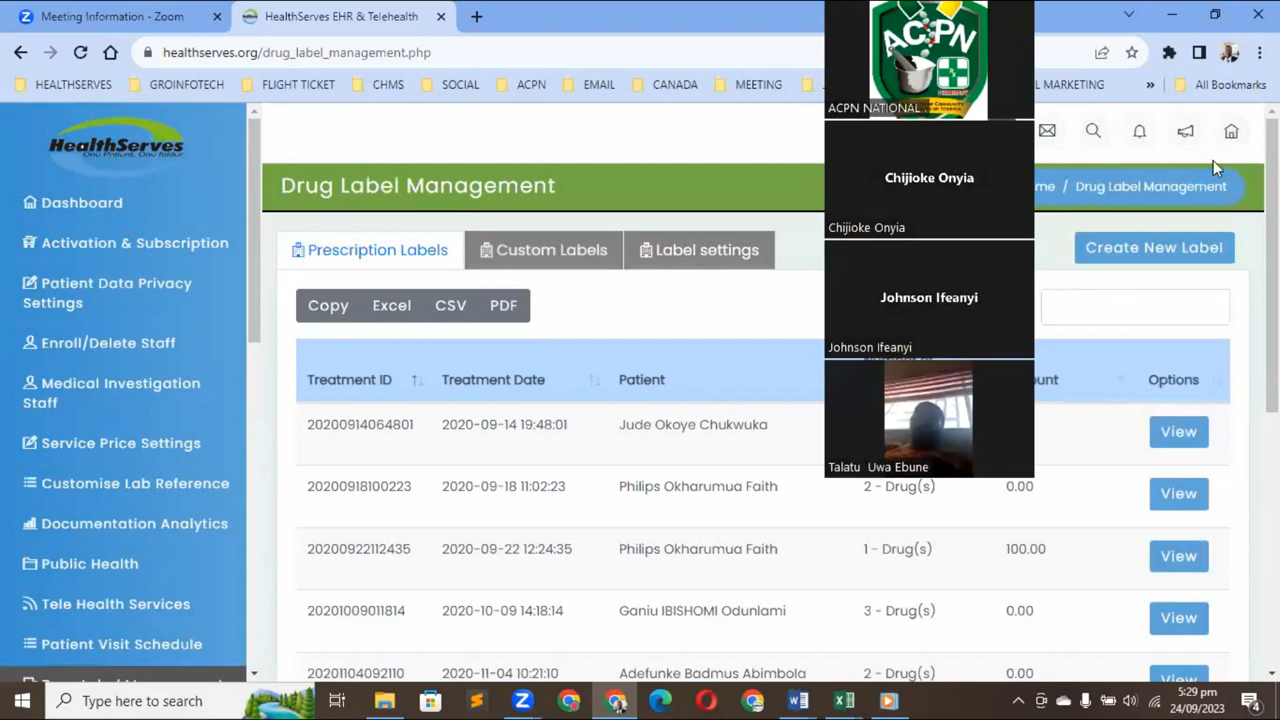 Meeting Information - Zoom
HealthServes EHR & Telehealth
healthserves.org/drug_label_management.php
HEALTHSERVES
GROINFOTECH
FLIGHT TICKET
CHMS
SOCIAL
ACPN
EMAIL
CANADA
MEETING
MARKETING
All Bookmarks
HealthServes
One Patient. One folder.
Dashboard
Activation & Subscription
Patient Data Privacy
Settings
Enroll/Delete Staff
Medical Investigation
Staff
Service Price Settings
Customise Lab Reference
Documentation Analytics
Public Health
Tele Health Services
Patient Visit Schedule
ACPN
ACPN NATIONAL
Chijioke Onyia
Chijioke Onyia
Johnson Ifeanyi
Johnson Ifeanyi
Talatu Uwa Ebune
Drug Label Management
me / Drug Label Management
Prescription Labels
Custom Labels
Label settings
Create New Label
Copy Excel CSV PDF
Treatment ID Treatment Date Patient Options
20200914064801 2020-09-14 19:48:01 Jude Okoye Chukwuka View
20200918100223 2020-09-18 11:02:23 Philips Okharumua Faith 2 - Drug(s) 0.00 View
20200922112435 2020-09-22 12:24:35 Philips Okharumua Faith 1 - Drug(s) 100.00 View
20201009011814 2020-10-09 14:18:14 Ganiu IBISHOMI Odunlami 3 - Drug(s) 0.00 View
20201104092110 2020-11-04 10:21:10 Adefunke Badmus Abimbola 2 - Drug(s) 0.00 View
Type here to search
5:29 pm
24/09/2023
4